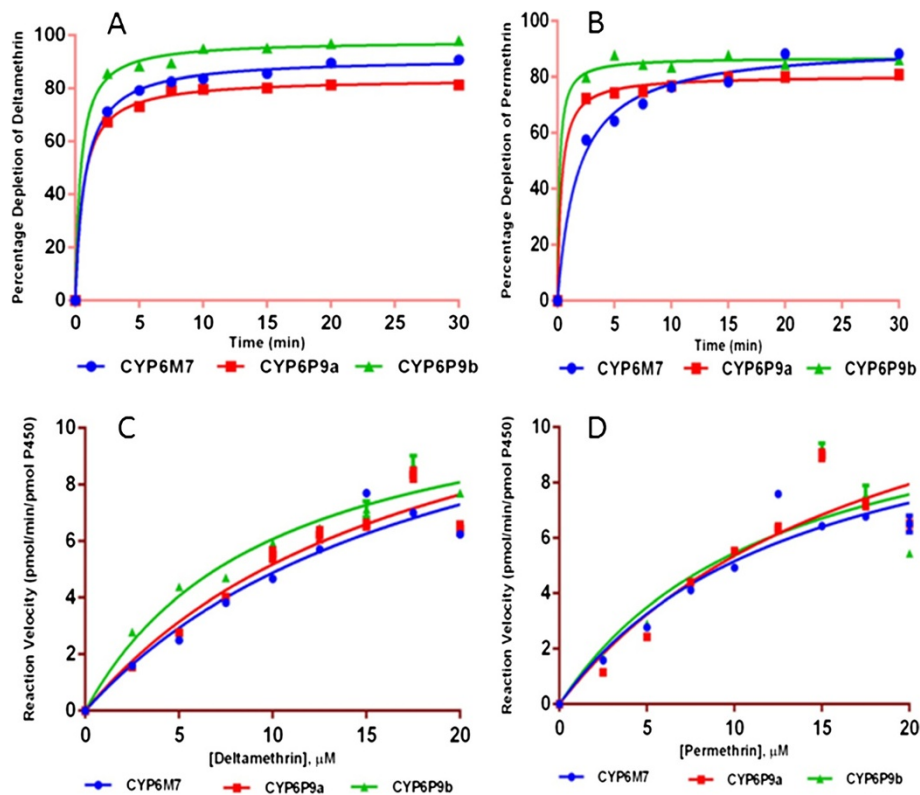 A
Percentage Depletion of Deltamethrin
100
80
60
40
20
0
0 5 10 15 20 25 30
Time (min)
CYP6M7 CYP6P9a CYP6P9b
B
Percentage Depletion of Permethrin
100
80
60
40
20
0
0 5 10 15 20 25 30
Time (min)
CYP6M7 CYP6P9a CYP6P9b
C
Reaction Velocity (pmol/min/pmol P450)
10
8
6
4
2
0
0 5 10 15 20
[Deltamethrin], µM
CYP6M7 CYP6P9a CYP6P9b
D
Reaction Velocity (pmol/min/pmol P450)
10
8
6
4
2
0
0 5 10 15 20
[Permethrin], µM
CYP6M7 CYP6P9a CYP6P9b